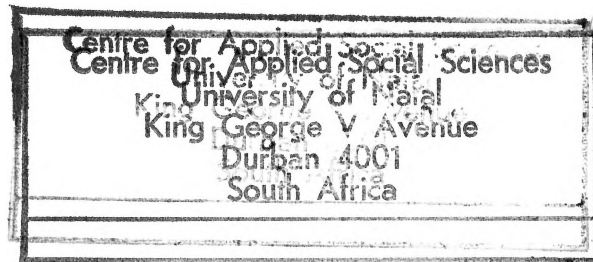 Centre for Applied Social Sciences
University of Natal
King George V Avenue
Durban 4001
South Africa